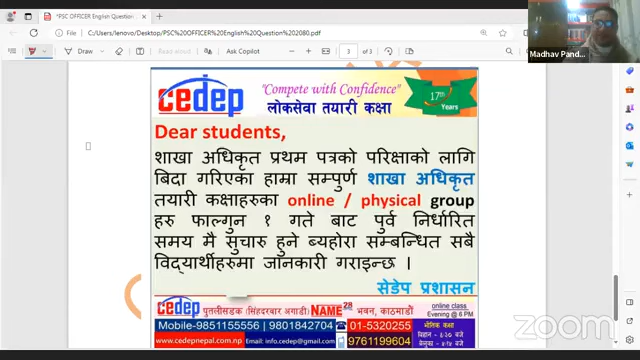 *PSC OFFICER English Question
File C:/Users/lenovo/Desktop/PSC%20OFFICER%20English%20Question%202080.pdf
Draw Read aloud Ask Copilot 3 of 3
Madhav Pand...
cedep
"Compete with Confidence"
लोकसेवा तयारी कक्षा
17th Years
Dear students,
शाखा अधिकृत प्रथम पत्रको परिक्षाको लागि
बिदा गरिएका हाम्रा सम्पुर्ण शाखा अधिकृत
तयारी कक्षाहरुका online / physical group
हरु फाल्गुन १ गते बाट पुर्व निर्धारित
समय मै सुचारु हुने ब्यहोरा सम्बन्धित सबै
विद्यार्थीहरुमा जानकारी गराइन्छ ।
सेडेप प्रशासन
cedep पुतलीसडक (सिंहदरबार अगाडी) NAME भवन, काठमाडौं
online class
Evening @ 6 PM
Mobile-9851155556 | 9801842704 01-5320255
www.cedepnepal.com.np Email: info.cedep@gmail.com 9761199604
भौतिक कक्षा
zoom